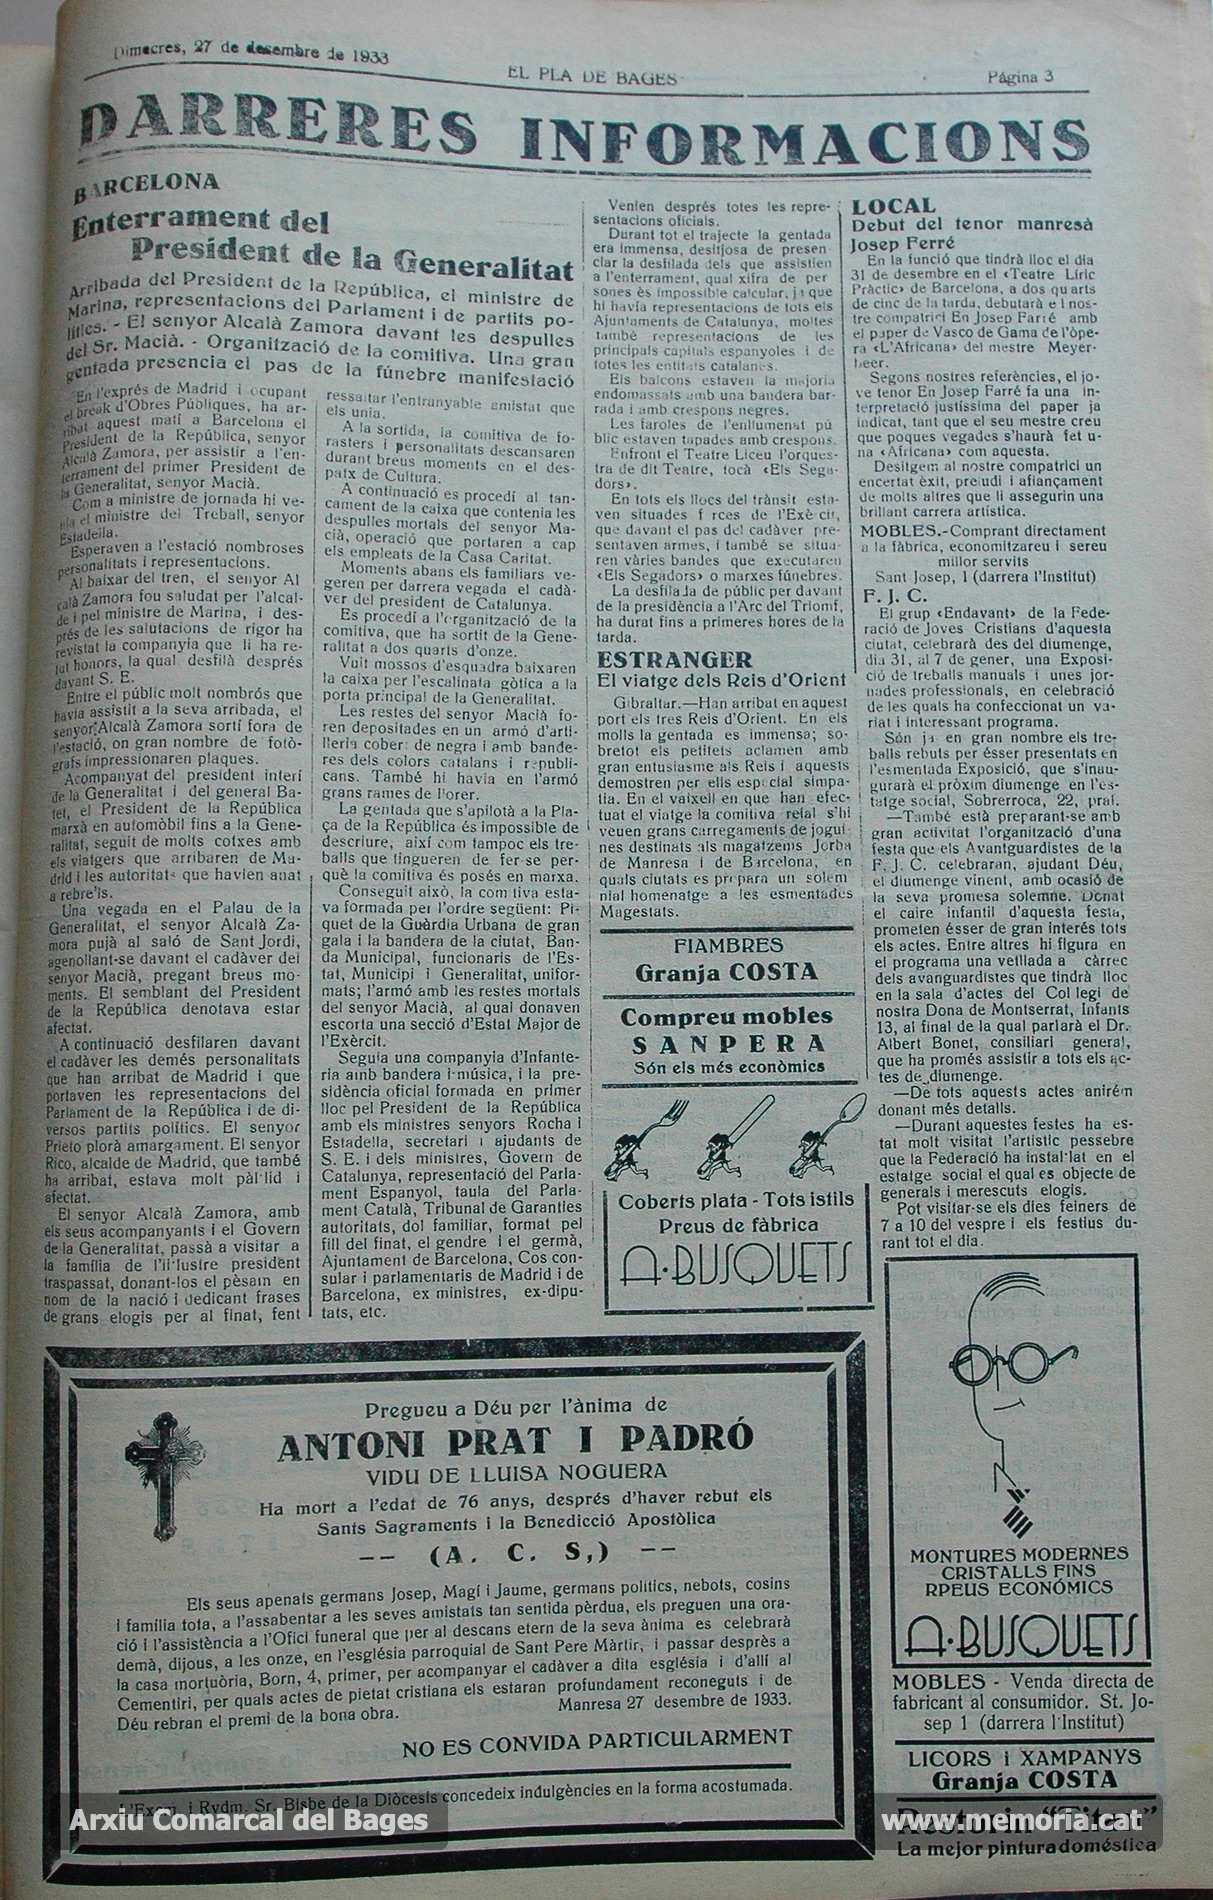 Dimecres, 27 de desembre de 1933
EL PLA DE BAGES
Página 3
DARRERES INFORMACIONS
BARCELONA
Enterrament del
President de la Generalitat
Arribada del President de la República, el ministre de
Marina, representacions del Parlament i de partits po-
lítics. - El senyor Alcalà Zamora davant les despulles
del Sr. Macià. - Organització de la comitiva. Una gran
gentada presencia el pas de la fúnebre manifestació
En l'exprés de Madrid i ocupant
el break d'Obres Públiques, ha ar-
ribat aquest matí a Barcelona el
President de la República, senyor
Alcalà Zamora, per assistir a l'en-
terrament del primer President de
la Generalitat, senyor Macià.
Com a ministre de jornada hi ve-
nia el ministre del Treball, senyor
Estadella.
Esperaven a l'estació nombroses
personalitats i representacions.
Al baixar del tren, el senyor Al
calà Zamora fou saludat per l'alcal-
de i pel ministre de Marina, i des-
prés de les salutacions de rigor ha
revistat la companyia que li ha re-
tut honors, la qual desfilà després
davant S. E.
Entre el públic molt nombrós que
havia assistit a la seva arribada, el
senyor Alcalà Zamora sortí fora de
l'estació, on gran nombre de fotò-
grafs impressionaren plaques.
Acompanyat del president interí
de la Generalitat i del general Ba-
tet, el President de la República
marxà en automòbil fins a la Gene-
ralitat, seguit de molts cotxes amb
els viatgers que arribaren de Ma-
drid i les autoritats que havien anat
a rebre'ls.
Una vegada en el Palau de la
Generalitat, el senyor Alcalà Za-
mora pujà al saló de Sant Jordi,
agenollant-se davant el cadàver del
senyor Macià, pregant breus mo-
ments. El semblant del President
de la República denotava estar
afectat.
A continuació desfilaren davant
el cadàver les demés personalitats
que han arribat de Madrid i que
portaven les representacions del
Parlament de la República i de di-
versos partits polítics. El senyor
Prieto plorà amargament. El senyor
Rico, alcalde de Madrid, que també
ha arribat, estava molt pàl·lid i
afectat.
El senyor Alcalà Zamora, amb
els seus acompanyants i el Govern
de la Generalitat, passà a visitar a
la família de l'il·lustre president
traspassat, donant-los el pèsam en
nom de la nació i dedicant frases
de grans elogis per al finat, fent
ressaltar l'entranyable amistat que
els unia.
A la sortida, la comitiva de fo-
rasters i personalitats descansaren
durant breus moments en el des-
patx de Cultura.
A continuació es procedí al tan-
cament de la caixa que contenia les
despulles mortals del senyor Ma-
cià, operació que portaren a cap
els empleats de la Casa Caritat.
Moments abans els familiars ve-
geren per darrera vegada el cadà-
ver del president de Catalunya.
Es procedí a l'organització de la
comitiva, que ha sortit de la Gene-
ralitat a dos quarts d'onze.
Vuit mossos d'esquadra baixaren
la caixa per l'escalinata gòtica a la
porta principal de la Generalitat.
Les restes del senyor Macià fo-
ren depositades en un armó d'arti-
lleria cobert de negra i amb bande-
res dels colors catalans i republi-
cans. També hi havia en l'armó
grans rames de llorer.
La gentada que s'apilotà a la Pla-
ça de la República és impossible de
descriure, així com tampoc els tre-
balls que tingueren de fer-se per-
què la comitiva és posés en marxa.
Conseguit això, la comitiva esta-
va formada per l'ordre següent: Pi-
quet de la Guàrdia Urbana de gran
gala i la bandera de la ciutat, Ban-
da Municipal, funcionaris de l'Es-
tat, Municipi i Generalitat, unifor-
mats; l'armó amb les restes mortals
del senyor Macià, al qual donaven
escorta una secció d'Estat Major de
l'Exèrcit.
Seguia una companyia d'Infante-
ria amb bandera i música, i la pre-
sidència oficial formada en primer
lloc pel President de la República
amb els ministres senyors Rocha i
Estadella, secretari i ajudants de
S. E. i dels ministres, Govern de
Catalunya, representació del Parla-
ment Espanyol, taula del Parla-
ment Català, Tribunal de Garanties
autoritats, dol familiar, format pel
fill del finat, el gendre i el germà,
Ajuntament de Barcelona, Cos con-
sular i parlamentaris de Madrid i de
Barcelona, ex ministres, ex-dipu-
tats, etc.
Venien després totes les repre-
sentacions oficials.
Durant tot el trajecte la gentada
era immensa, desitjosa de presen-
ciar la desfilada dels que assistien
a l'enterrament, qual xifra de per
sones ès impossible calcular, ja que
hi havia representacions de tots els
Ajuntaments de Catalunya, moltes
també representacions de les
principals capitals espanyoles i de
totes les entitats catalanes.
Els balcons estaven la majoria
endomassats amb una bandera bar-
rada i amb crespons negres.
Les faroles de l'enllumenat pú
blic estaven tapades amb crespons.
Enfront el Teatre Liceu l'orques-
tra de dit Teatre, tocà «Els Sega-
dors».
En tots els llocs del trànsit esta-
ven situades forces de l'Exèrcit,
que davant el pas del cadàver pre-
sentaven armes, i també se situa-
ren vàries bandes que executaren
«Els Segadors» o marxes fúnebres.
La desfilada de públic per davant
de la presidència a l'Arc del Triomf,
ha durat fins a primeres hores de la
tarda.
ESTRANGER
El viatge dels Reis d'Orient
Gibraltar.—Han arribat en aquest
port els tres Reis d'Orient. En els
molls la gentada es immensa; so-
bretot els petitets aclamen amb
gran entusiasme als Reis i aquests
demostren per ells especial simpa-
tia. En el vaixell en que han efec-
tuat el viatge la comitiva reial s'hi
veuen grans carregaments de jogui-
nes destinats als magatzems Jorba
de Manresa i de Barcelona, en
quals ciutats es prepara un solem
nial homenatge a les esmentades
Magestats.
FIAMBRES
Granja COSTA
Compreu mobles
SANPERA
Són els més econòmics
Coberts plata - Tots istils
Preus de fàbrica
A·BUSQUETS
LOCAL
Debut del tenor manresà
Josep Ferré
En la funció que tindrà lloc el dia
31 de desembre en el «Teatre Líric
Pràctic» de Barcelona, a dos quarts
de cinc de la tarda, debutarà el nos-
tre compatrici En Josep Farré amb
el paper de Vasco de Gama de l'òpe-
ra «L'Africana» del mestre Meyer-
beer.
Segons nostres referències, el jo-
ve tenor En Josep Farré fa una in-
terpretació justíssima del paper ja
indicat, tant que el seu mestre creu
que poques vegades s'haurà fet u-
na «Africana» com aquesta.
Desitgem al nostre compatrici un
encertat èxit, preludi i afiançament
de molts altres que li assegurin una
brillant carrera artística.
MOBLES.-Comprant directament
a la fàbrica, economitzareu i sereu
millor servits
Sant Josep, 1 (darrera l'Institut)
F. J. C.
El grup «Endavant» de la Fede-
ració de Joves Cristians d'aquesta
ciutat, celebrarà des del diumenge,
dia 31, al 7 de gener, una Exposi-
ció de treballs manuals i unes jor-
nades professionals, en celebració
de les quals ha confeccionat un va-
riat i interessant programa.
Són ja en gran nombre els tre-
balls rebuts per ésser presentats en
l'esmentada Exposició, que s'inau-
gurarà el pròxim diumenge en l'es-
tatge social, Sobrerroca, 22, pral.
—També està preparant-se amb
gran activitat l'organització d'una
festa que els Avantguardistes de la
F. J. C. celebraran, ajudant Déu,
el diumenge vinent, amb ocasió de
la seva promesa solemne. Donat
el caire infantil d'aquesta festa,
prometen ésser de gran interés tots
els actes. Entre altres hi figura en
el programa una vetllada a càrrec
dels avanguardistes que tindrà lloc
en la sala d'actes del Col legi de
nostra Dona de Montserrat, Infants
13, al final de la qual parlarà el Dr.
Albert Bonet, consiliari general,
que ha promés assistir a tots els ac-
tes de diumenge.
—De tots aquests actes anirém
donant més detalls.
—Durant aquestes festes ha es-
tat molt visitat l'artístic pessebre
que la Federació ha instal·lat en el
estatge social el qual es objecte de
generals i merescuts elogis.
Pot visitar-se els dies feiners de
7 a 10 del vespre i els festius du-
rant tot el dia.
MONTURES MODERNES
CRISTALLS FINS
RPEUS ECONÓMICS
A·BUSQUETS
MOBLES - Venda directa de
fabricant al consumidor. St. Jo-
sep 1 (darrera l'Institut)
LICORS i XAMPANYS
Granja COSTA
La mejor pintura doméstica
Pregueu a Déu per l'ànima de
ANTONI PRAT I PADRÓ
VIDU DE LLUISA NOGUERA
Ha mort a l'edat de 76 anys, després d'haver rebut els
Sants Sagraments i la Benedicció Apostòlica
-- (A. C. S,) --
Els seus apenats germans Josep, Magí i Jaume, germans polítics, nebots, cosins
i família tota, a l'assabentar a les seves amistats tan sentida pèrdua, els preguen una ora-
ció i l'assistència a l'Ofici funeral que per al descans etern de la seva ànima es celebrarà
demà, dijous, a les onze, en l'església parroquial de Sant Pere Màrtir, i passar desprès a
la casa mortuòria, Born, 4, primer, per acompanyar el cadàver a dita església i d'allí al
Cementiri, per quals actes de pietat cristiana els estaran profundament reconeguts i de
Déu rebran el premi de la bona obra.
Manresa 27 desembre de 1933.
NO ES CONVIDA PARTICULARMENT
L'Exm. i Rvdm. Sr. Bisbe de la Diòcesis concedeix indulgències en la forma acostumada.
Arxiu Comarcal del Bages
www.memoria.cat